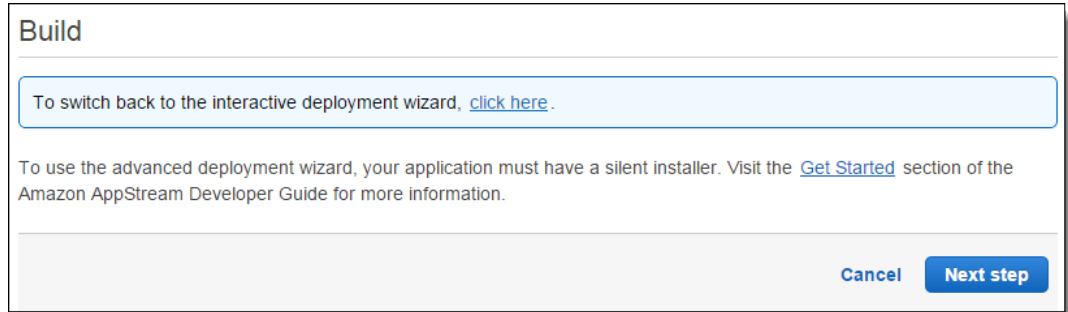 Build
To switch back to the interactive deployment wizard, click here.
To use the advanced deployment wizard, your application must have a silent installer. Visit the Get Started section of the
Amazon AppStream Developer Guide for more information.
Cancel Next step